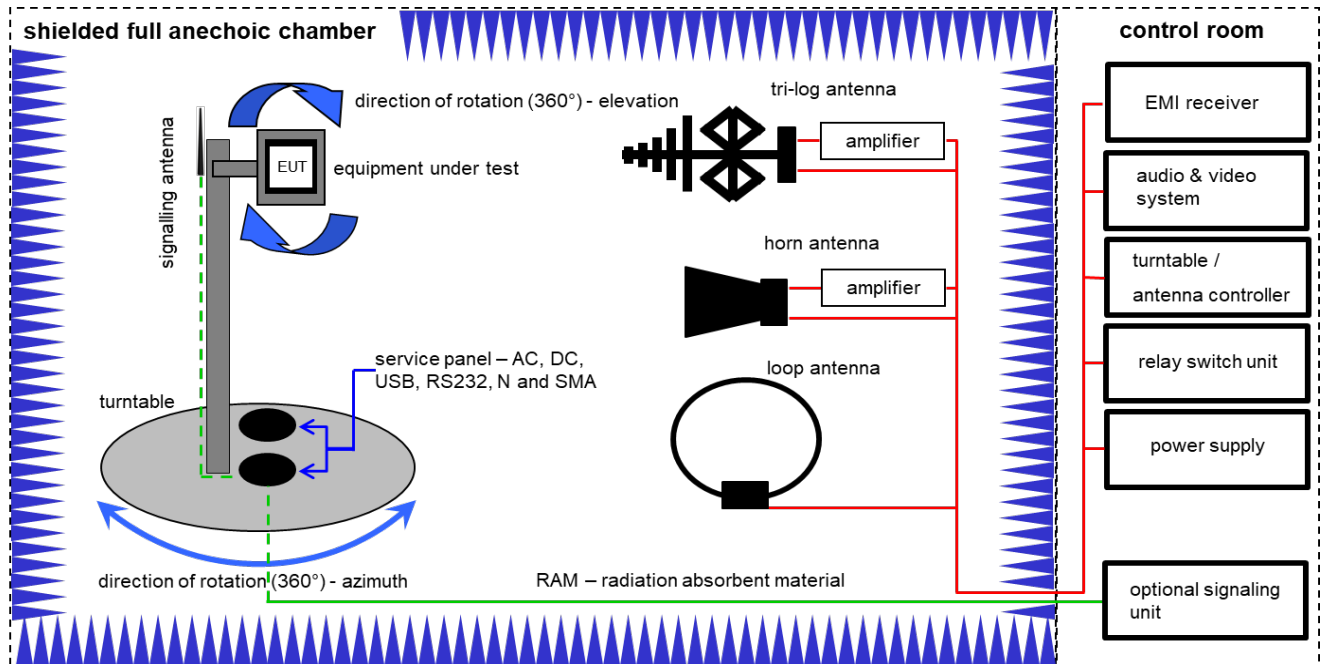 shielded full anechoic chamber
control room
direction of rotation (360°) - elevation
signalling antenna
EUT
equipment under test
tri-log antenna
amplifier
horn antenna
amplifier
loop antenna
service panel – AC, DC,
USB, RS232, N and SMA
turntable
direction of rotation (360°) - azimuth
RAM – radiation absorbent material
EMI receiver
audio & video
system
turntable /
antenna controller
relay switch unit
power supply
optional signaling
unit